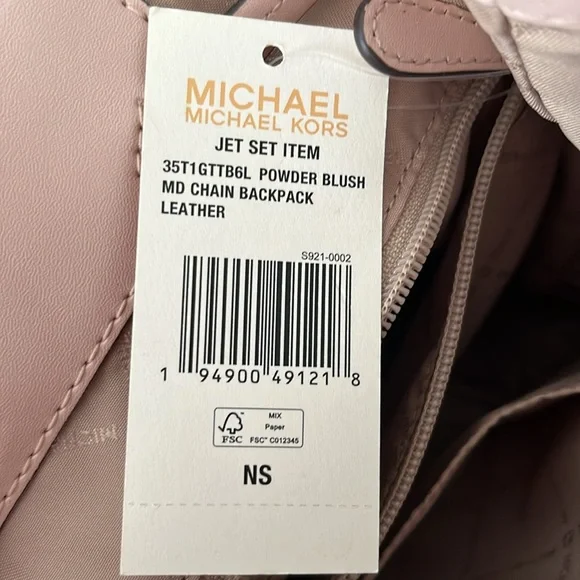 MICHAEL
MICHAEL KORS
JET SET ITEM
35T1GTTB6L POWDER BLUSH
MD CHAIN BACKPACK
LEATHER
S921-0002
1 94900 49121 8
FSC
MIX
Paper
FSC™ C012345
NS